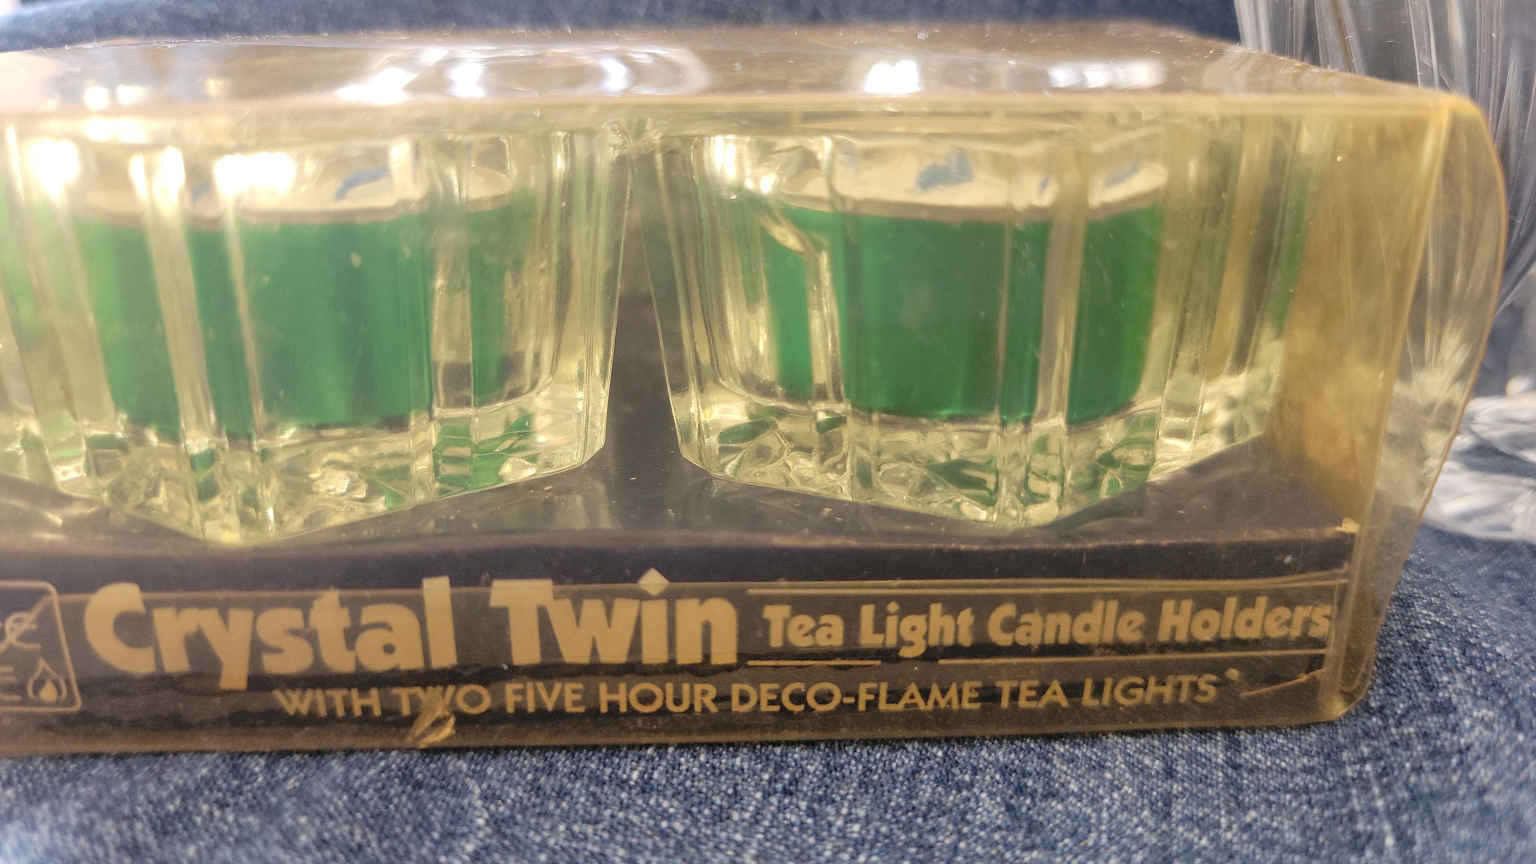 Crystal Twin Tea Light Candle Holders
WITH TWO FIVE HOUR DECO-FLAME TEA LIGHTS